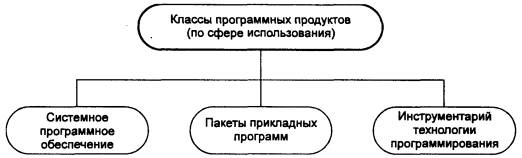 Классы программных продуктов
(по сфере использования)
Системное
программное
обеспечение
Пакеты прикладных
программ
Инструментарий
технологии
программирования